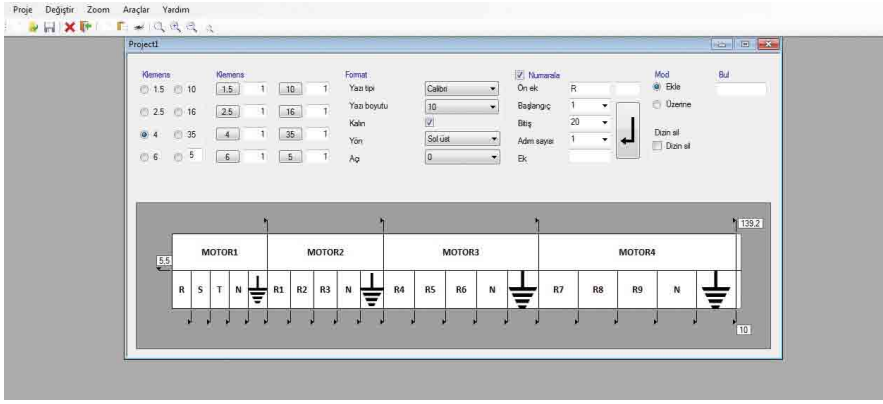 Proje Değiştir Zoom Araçlar Yardım
Project1
Klemens Klemens Format Numarala Mod Bul
1.5 10 1.5 1 10 1 Yazı tipi Calibri Ön ek R Ekle
2.5 16 2.5 1 16 1 Yazı boyutu 10 Başlangıç 1 Üzerine
Kalın Bitiş 20
4 35 4 1 35 1 Yön Sol üst Adım sayısı 1 Dizin sil
Dizin sil
6 5 6 1 5 1 Açı 0 Ek
139,2
5,5 MOTOR1 MOTOR2 MOTOR3 MOTOR4
R S T N R1 R2 R3 N R4 R5 R6 N R7 R8 R9 N
10